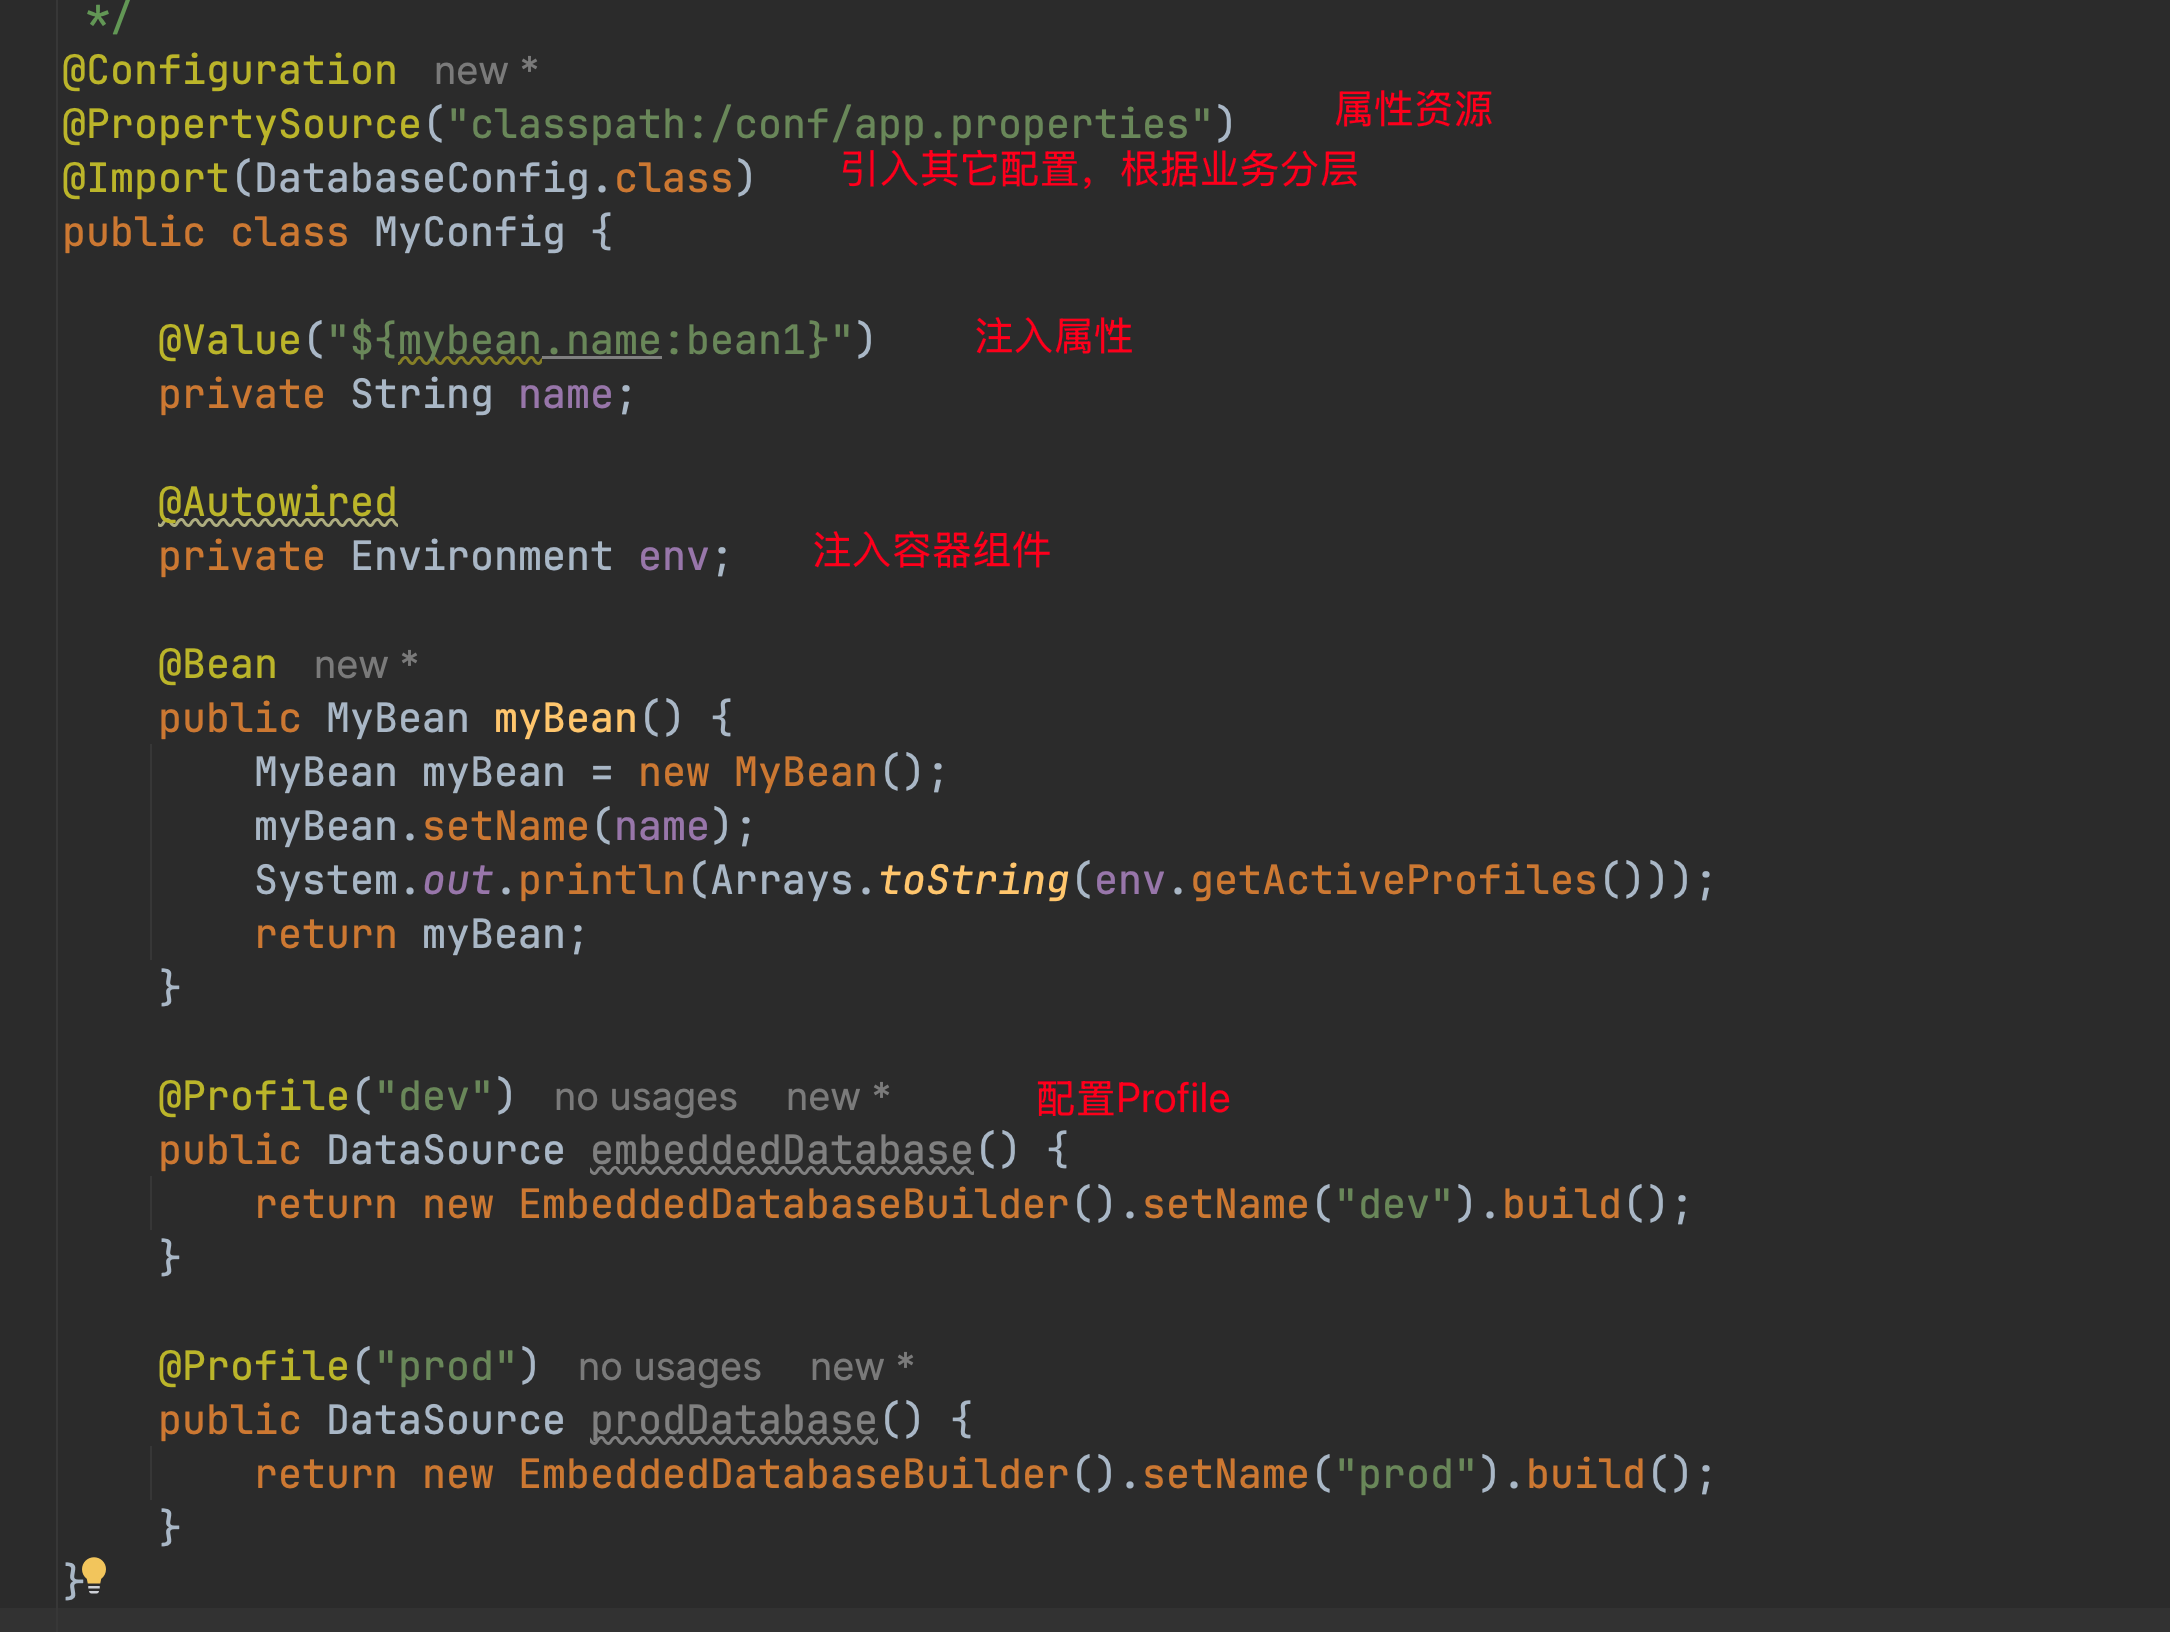 */
@Configuration new *
@PropertySource("classpath:/conf/app.properties") 属性资源
@Import(DatabaseConfig.class) 引入其它配置，根据业务分层
public class MyConfig {
@Value("${mybean.name:bean1}") 注入属性
private String name;
@Autowired
private Environment env; 注入容器组件
@Bean new *
public MyBean myBean() {
MyBean myBean = new MyBean();
myBean.setName(name);
System.out.println(Arrays.toString(env.getActiveProfiles()));
return myBean;
}
@Profile("dev") no usages new * 配置Profile
public DataSource embeddedDatabase() {
return new EmbeddedDatabaseBuilder().setName("dev").build();
}
@Profile("prod") no usages new *
public DataSource prodDatabase() {
return new EmbeddedDatabaseBuilder().setName("prod").build();
}
}